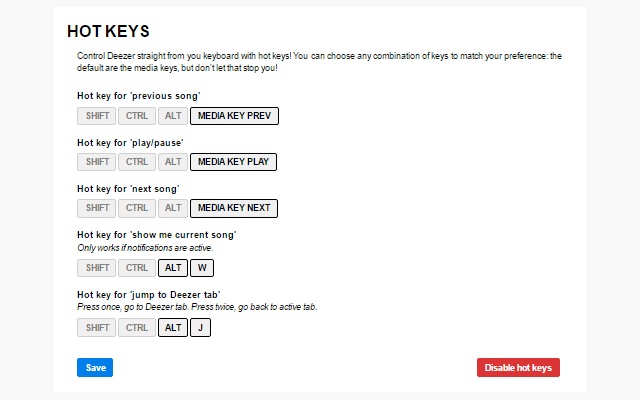 HOT KEYS
Control Deezer straight from you keyboard with hot keys! You can choose any combination of keys to match your preference: the
default are the media keys, but don't let that stop you!
Hot key for 'previous song'
SHIFT CTRL ALT MEDIA KEY PREV
Hot key for 'play/pause'
SHIFT CTRL ALT MEDIA KEY PLAY
Hot key for 'next song'
SHIFT CTRL ALT MEDIA KEY NEXT
Hot key for 'show me current song'
Only works if notifications are active.
SHIFT CTRL ALT W
Hot key for 'jump to Deezer tab'
Press once, go to Deezer tab. Press twice, go back to active tab.
SHIFT CTRL ALT J
Save Disable hot keys